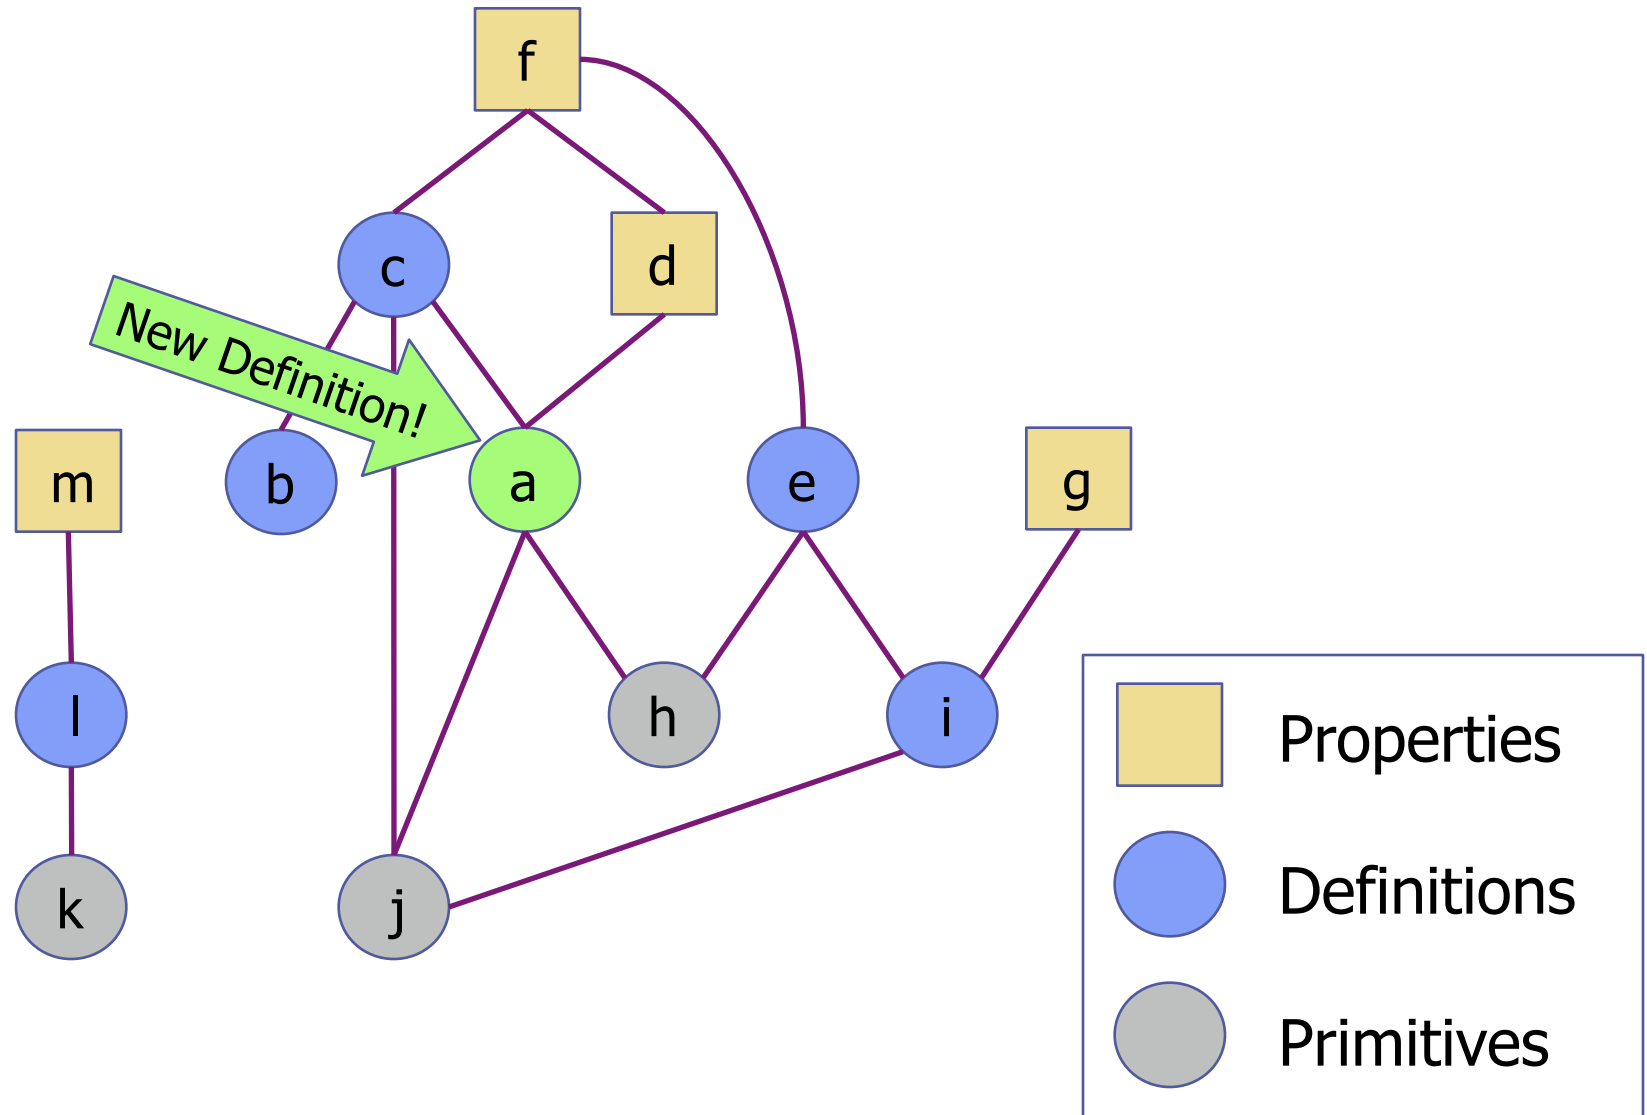 f
c
d
New Definition!
m
b
a
e
g
l
h
i
k
j
Properties
Definitions
Primitives